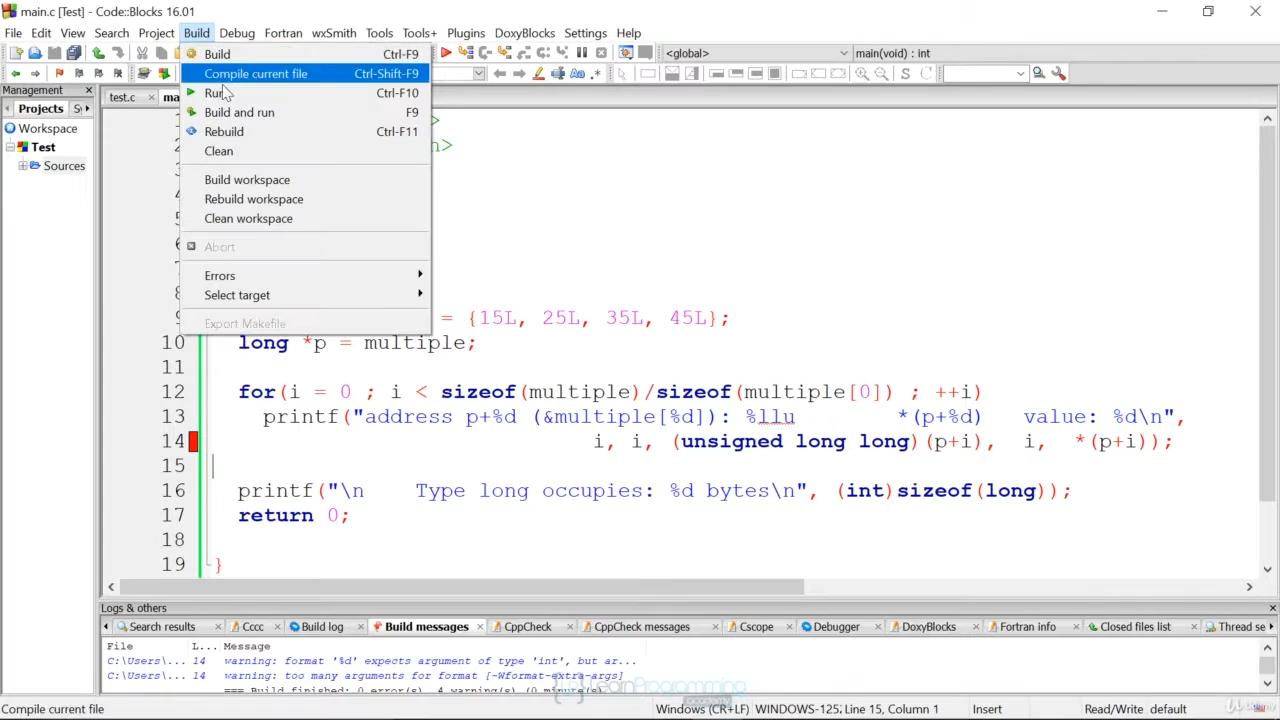 main.c [Test] - Code::Blocks 16.01
File Edit View Search Project Build Debug Fortran wxSmith Tools Tools+ Plugins DoxyBlocks Settings Help
<global> main(void) : int
Management
Projects
Workspace
Test
Sources
test.c
Build Ctrl-F9
Compile current file Ctrl-Shift-F9
Run Ctrl-F10
Build and run F9
Rebuild Ctrl-F11
Clean
Build workspace
Rebuild workspace
Clean workspace
Abort
Errors
Select target
Export Makefile
>
>
= {15L, 25L, 35L, 45L};
10 long *p = multiple;
11
12 for(i = 0 ; i < sizeof(multiple)/sizeof(multiple[0]) ; ++i)
13 printf("address p+%d (&multiple[%d]): %llu *(p+%d) value: %d\n",
14 i, i, (unsigned long long)(p+i), i, *(p+i));
15
16 printf("\n Type long occupies: %d bytes\n", (int)sizeof(long));
17 return 0;
18
19 }
Logs & others
Search results Cccc Build log Build messages CppCheck CppCheck messages Cscope Debugger DoxyBlocks Fortran info Closed files list Thread se
File L... Message
C:\Users\... 14 warning: format '%d' expects argument of type 'int', but ar...
C:\Users\... 14 warning: too many arguments for format [-Wformat-extra-args]
=== Build finished: 0 error(s), 4 warning(s) (0 minute(s)
LearnProgramming
Compile current file Windows (CR+LF) WINDOWS-125 Line 15, Column 1 Insert Read/Write default
Udemy